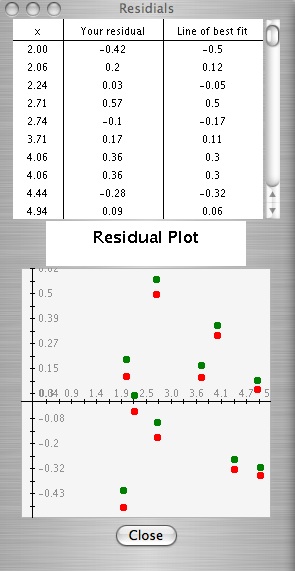 Residials
x Your residual Line of best fit
2.00 −0.42 −0.5
2.06 0.2 0.12
2.24 0.03 −0.05
2.71 0.57 0.5
2.74 −0.1 −0.17
3.71 0.17 0.11
4.06 0.36 0.3
4.06 0.36 0.3
4.44 −0.28 −0.32
4.94 0.09 0.06
Residual Plot
0.62
0.5
0.39
0.27
0.15
0.4 0.9 1.4 1.9 2.5 3.0 3.6 4.1 4.7 5
-0.08
-0.2
-0.32
-0.43
Close